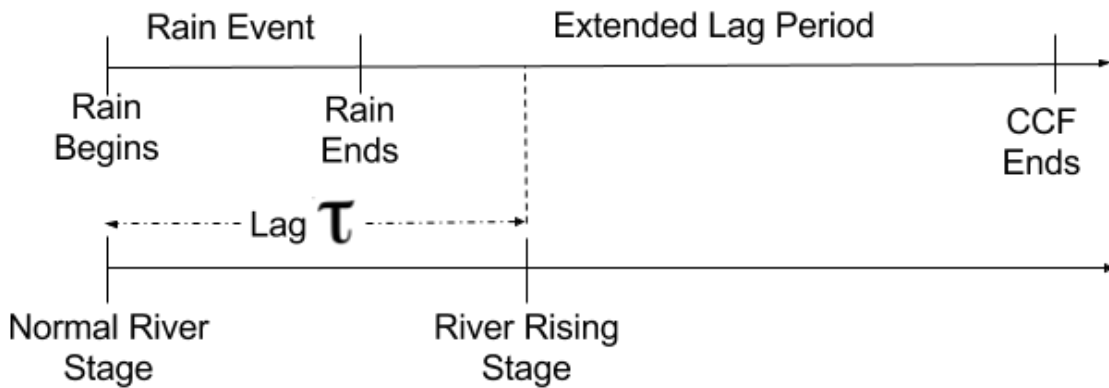 Rain Event
Extended Lag Period
Rain
Begins
Rain
Ends
CCF
Ends
Lag τ
Normal River
Stage
River Rising
Stage